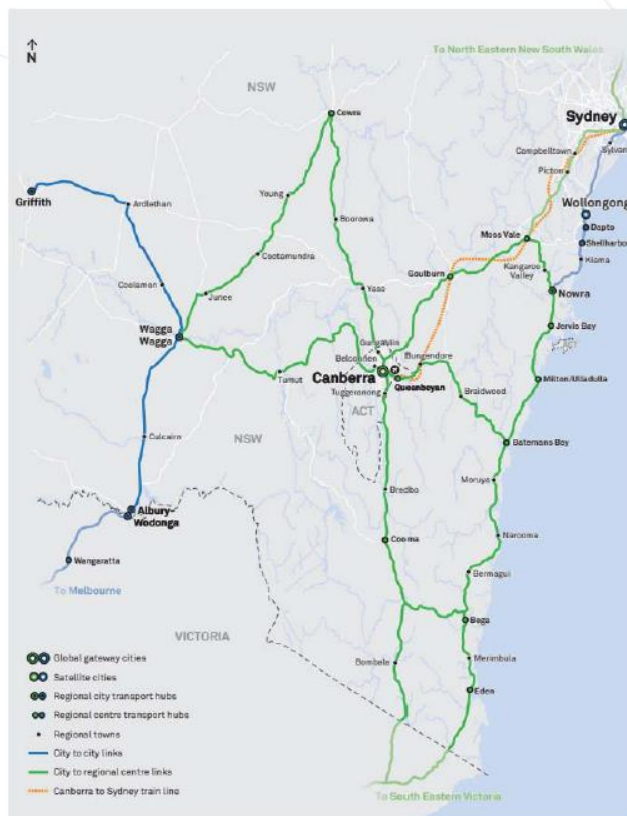 N
To North Eastern New South Wales
NSW
Cowra
Sydney
Campbelltown
Sylvan
Picton
Griffith
Ardlethan
Young
Boorowa
Wollongong
Dapto
Moss Vale
Shellharbo
Cootamundra
Kiama
Goulburn
Kangaroo
Valley
Coolamon
Junee
Yass
Nowra
Wagga
Wagga
Jervis Bay
Gungahlin
Belconnen
Bungendore
Canberra
Tumut
Queanbeyan
Milton/Ulladulla
Tuggeranong
Braidwood
ACT
Culcairn
NSW
Batemans Bay
Moruya
Bredbo
Albury-
Wodonga
Cooma
Narooma
Wangaratta
Bermagui
To Melbourne
Bega
VICTORIA
Bombala
Merimbula
Eden
Global gateway cities
Satellite cities
Regional city transport hubs
Regional centre transport hubs
Regional towns
City to city links
City to regional centre links
Canberra to Sydney train line
To South Eastern Victoria